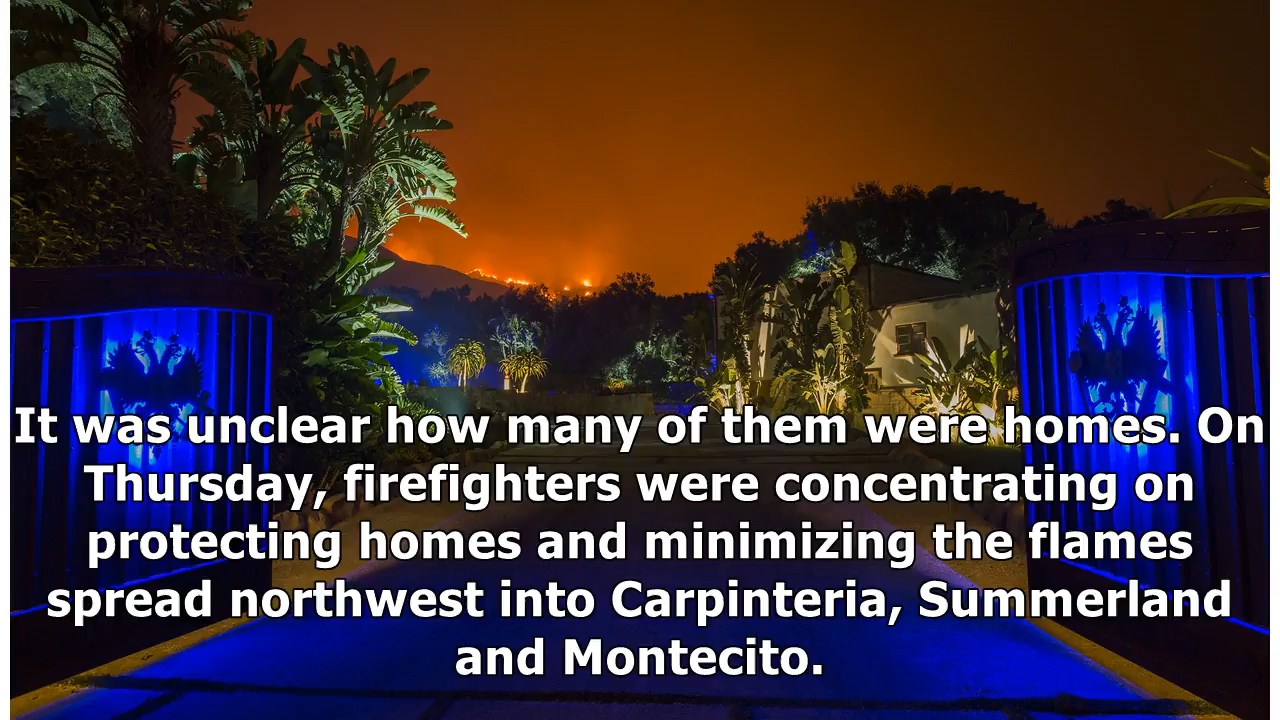 It was unclear how many of them were homes. On
Thursday, firefighters were concentrating on
protecting homes and minimizing the flames
spread northwest into Carpinteria, Summerland
and Montecito.